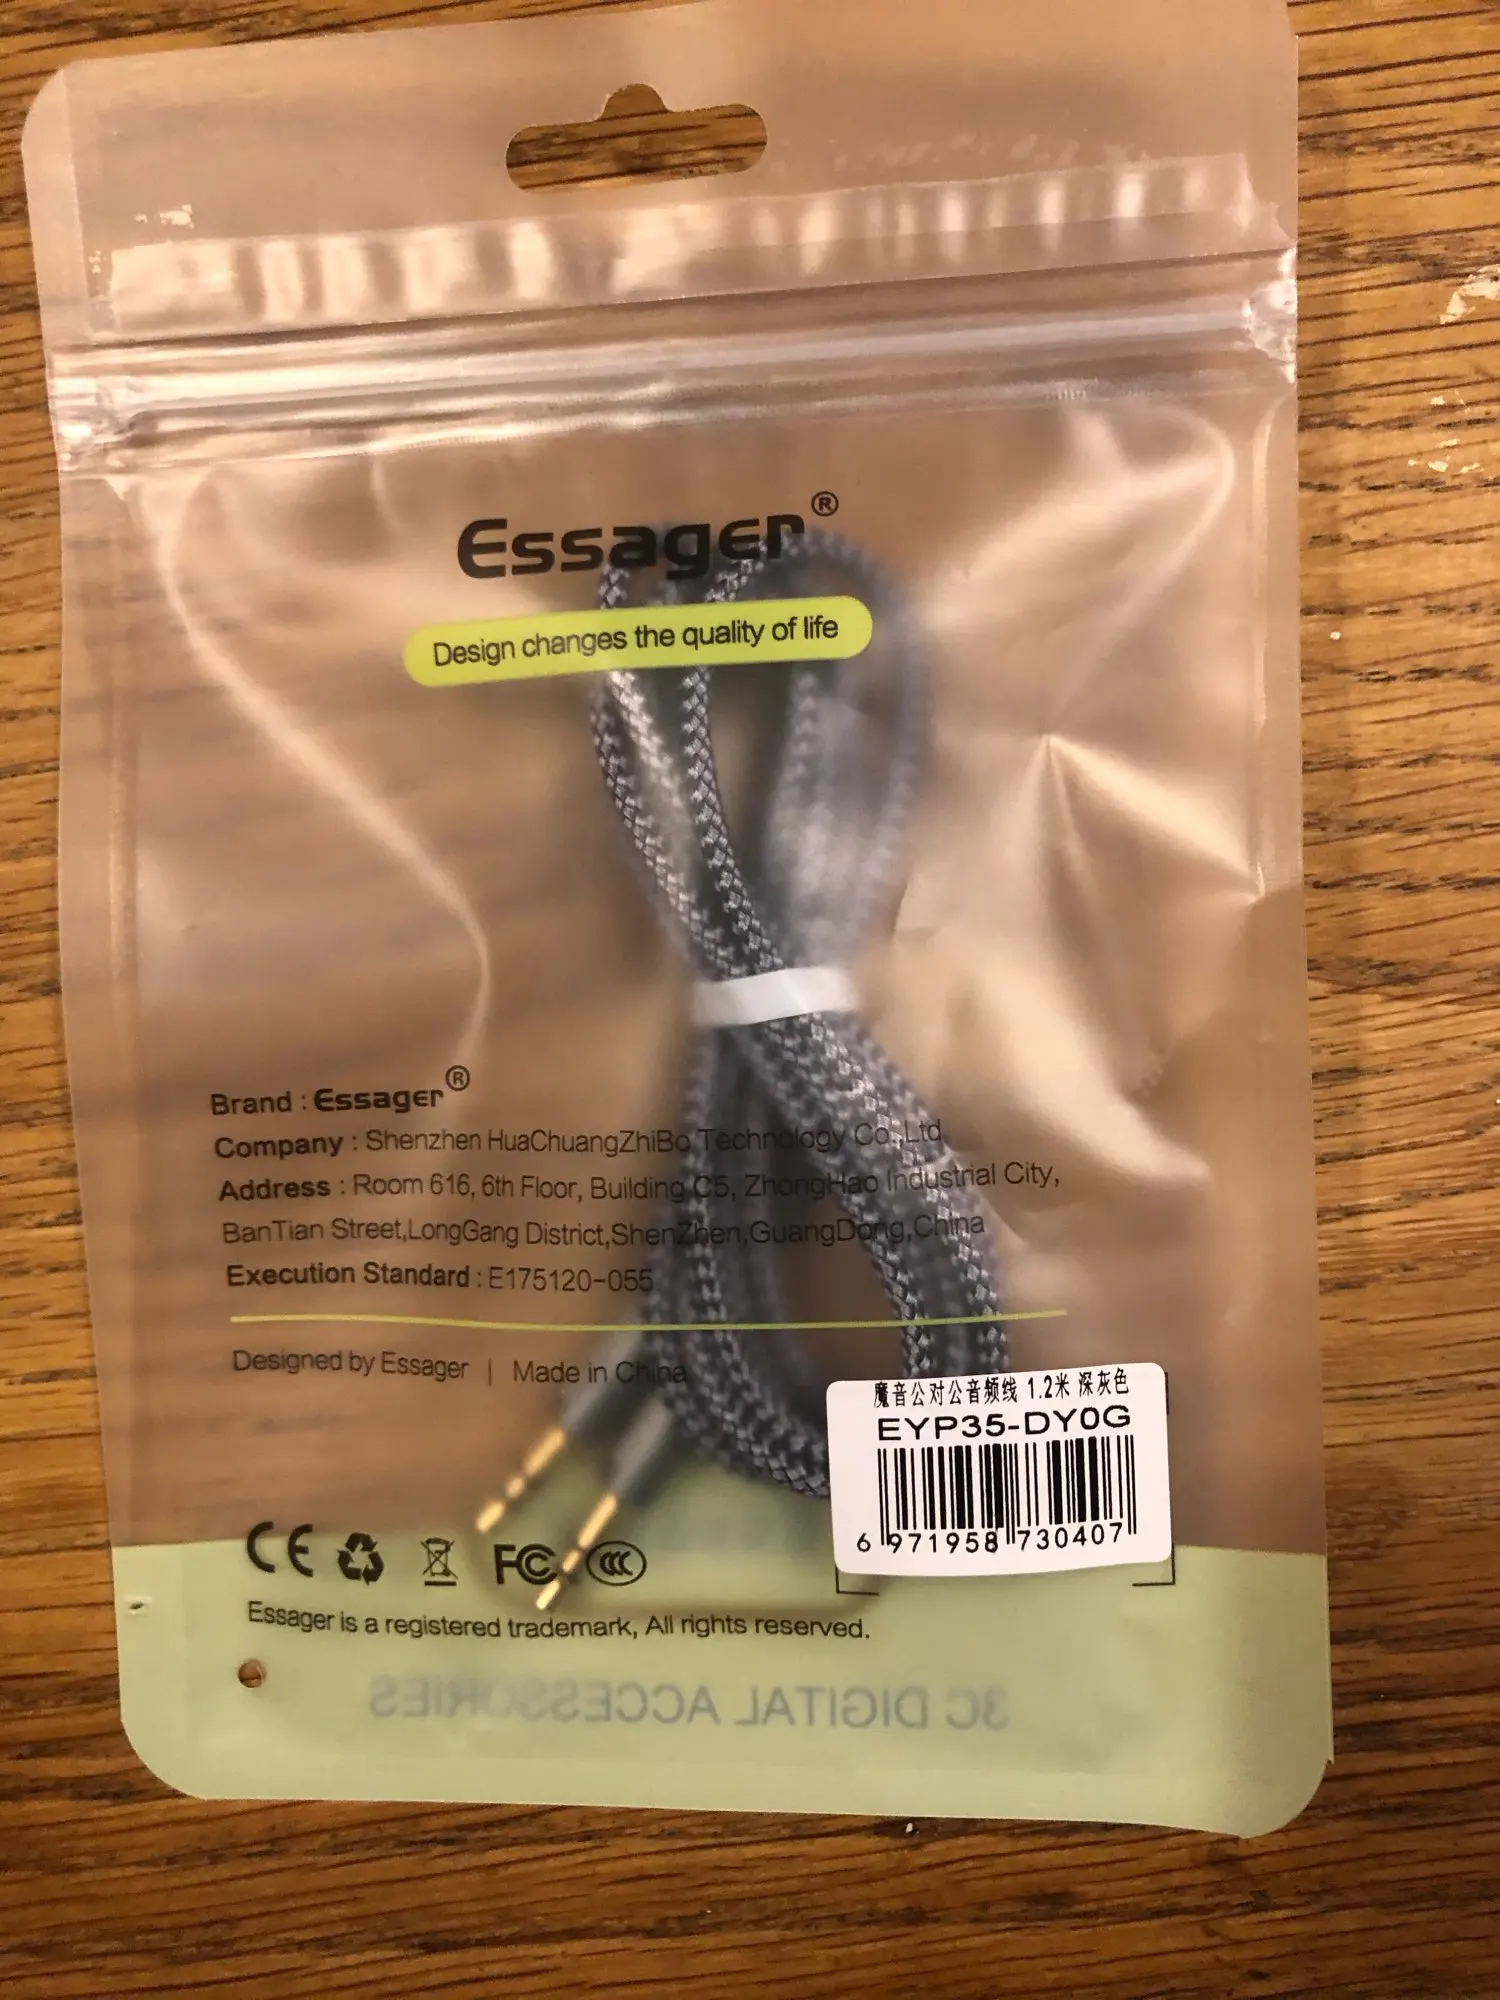 Essager®
Design changes the quality of life
Brand : Essager®
Company : Shenzhen HuaChuangZhiBo Technology Co.,Ltd
Address : Room 616, 6th Floor, Building C5, ZhongHao Industrial City,
BanTian Street,LongGang District,ShenZhen,GuangDong,China
Execution Standard : E175120-055
Designed by Essager | Made in China
魔音公对公音频线 1.2米 深灰色
EYP35-DY0G
6 971958 730407
CE FC CCC
Essager is a registered trademark, All rights reserved.
3C DIGITAL ACCESSORIES